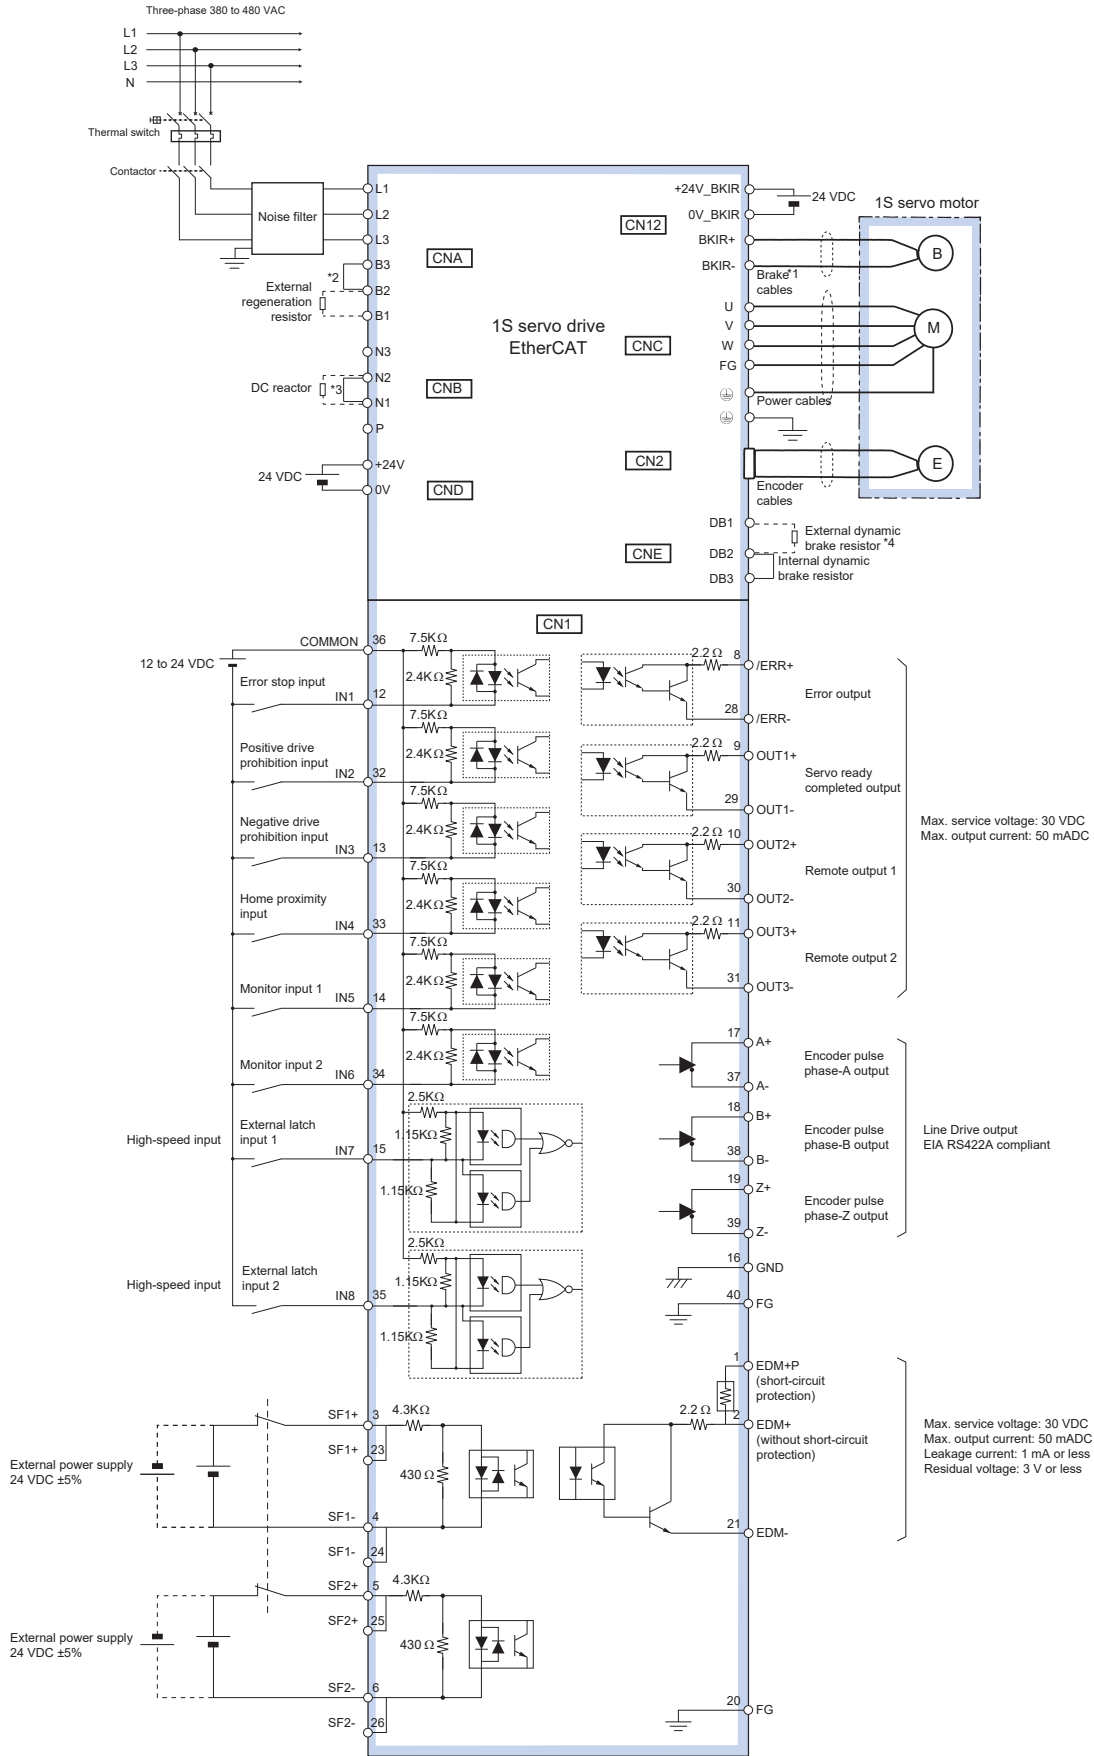 Three-phase 380 to 480 VAC
L1
L2
L3
N
Thermal switch
Contactor
Noise filter
L1
L2
L3
B3
*2
B2
B1
External
regeneration
resistor
N3
N2
DC reactor
*3
N1
P
24 VDC
+24V
0V
CNA
CNB
CND
1S servo drive
EtherCAT
CN12
CNC
CN2
CNE
+24V_BKIR
24 VDC
0V_BKIR
BKIR+
BKIR-
Brake*1
cables
U
V
W
FG
Power cables
Encoder
cables
1S servo motor
B
M
E
DB1
DB2
DB3
External dynamic
brake resistor *4
Internal dynamic
brake resistor
CN1
12 to 24 VDC
COMMON
36
7.5KΩ
2.4KΩ
Error stop input
IN1
12
7.5KΩ
2.4KΩ
Positive drive
prohibition input
IN2
32
7.5KΩ
2.4KΩ
Negative drive
prohibition input
IN3
13
7.5KΩ
2.4KΩ
Home proximity
input
IN4
33
7.5KΩ
2.4KΩ
Monitor input 1
IN5
14
7.5KΩ
2.4KΩ
Monitor input 2
IN6
34
2.5KΩ
1.15KΩ
High-speed input
External latch
input 1
IN7
15
1.15KΩ
2.5KΩ
1.15KΩ
High-speed input
External latch
input 2
IN8
35
1.15KΩ
2.2 Ω
8
/ERR+
Error output
28
/ERR-
2.2 Ω
9
OUT1+
Servo ready
completed output
29
OUT1-
2.2 Ω
10
OUT2+
Remote output 1
30
OUT2-
2.2 Ω
11
OUT3+
Remote output 2
31
OUT3-
Max. service voltage: 30 VDC
Max. output current: 50 mADC
17
A+
Encoder pulse
phase-A output
37
A-
18
B+
Encoder pulse
phase-B output
38
B-
19
Z+
Encoder pulse
phase-Z output
39
Z-
Line Drive output
EIA RS422A compliant
16
GND
40
FG
1
EDM+P
(short-circuit
protection)
2.2 Ω
2
EDM+
(without short-circuit
protection)
21
EDM-
Max. service voltage: 30 VDC
Max. output current: 50 mADC
Leakage current: 1 mA or less
Residual voltage: 3 V or less
External power supply
24 VDC ±5%
SF1+
3
4.3KΩ
SF1+
23
430 Ω
SF1-
4
SF1-
24
External power supply
24 VDC ±5%
SF2+
5
4.3KΩ
SF2+
25
430 Ω
SF2-
6
SF2-
26
20
FG